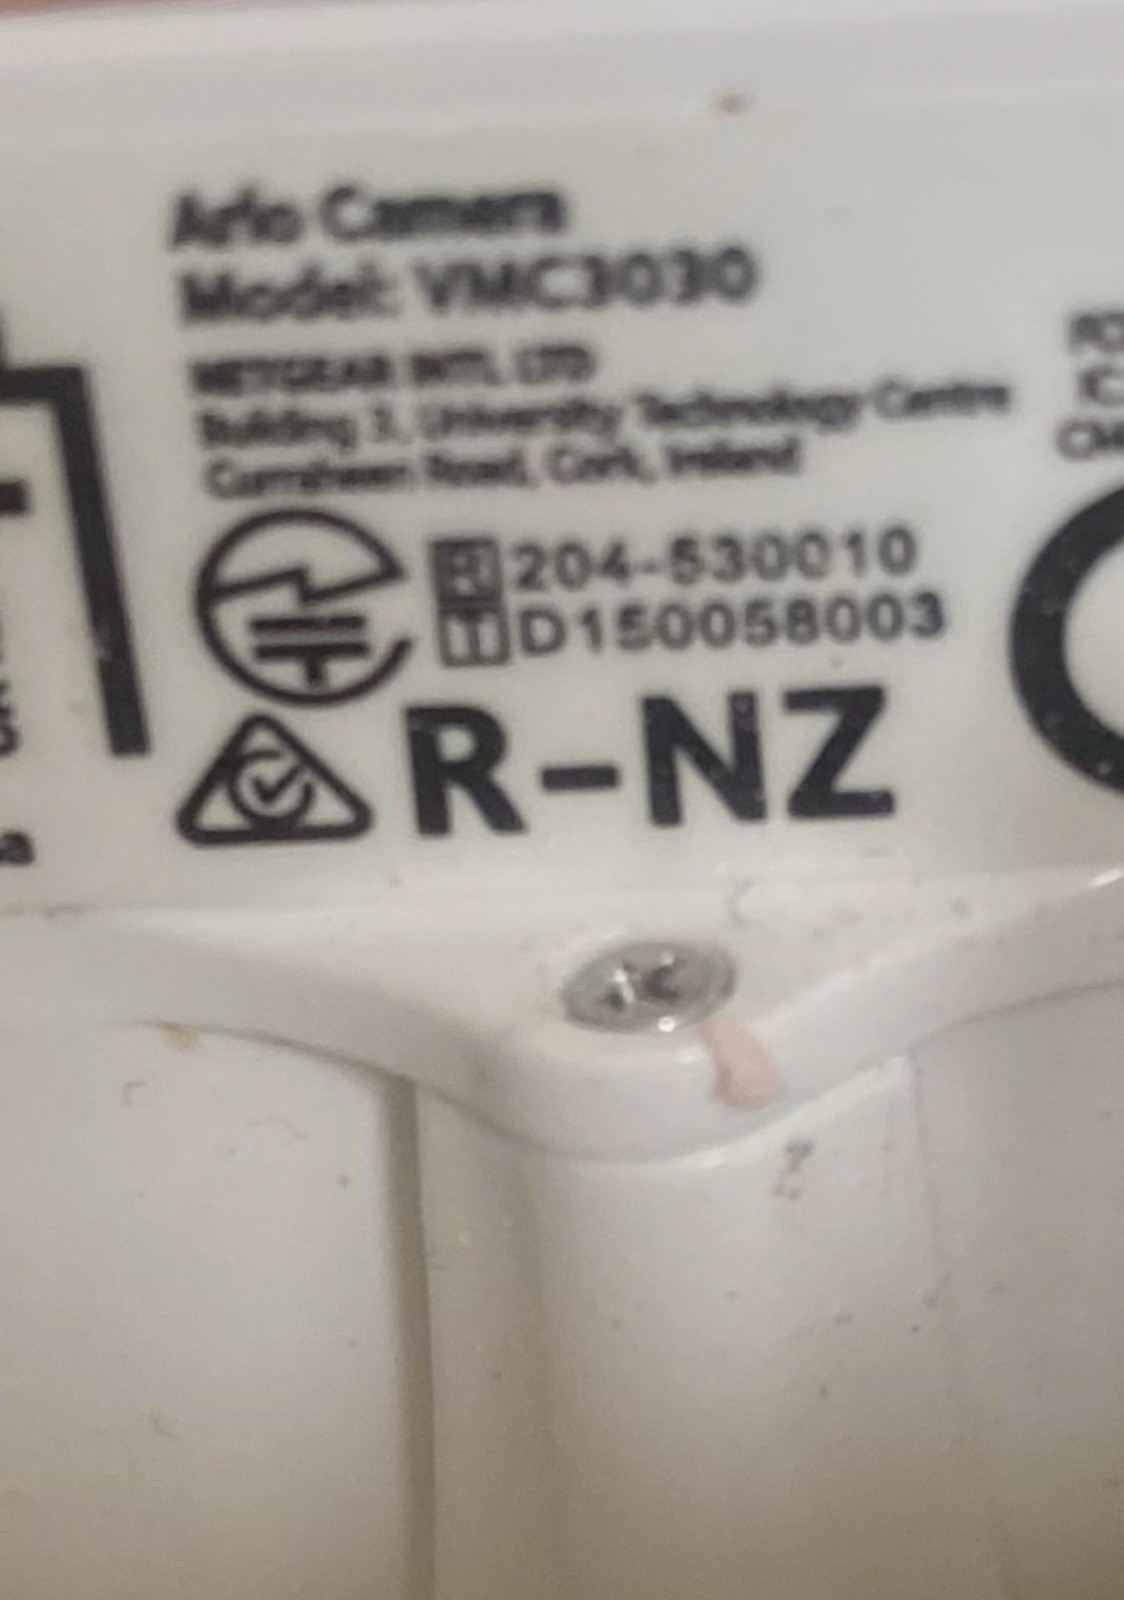 Arlo Camera
Model: VMC3030
NETGEAR INTL LTD
Building 3, University Technology Centre
Curraheen Road, Cork, Ireland
R 204-530010
T D150058003
R-NZ